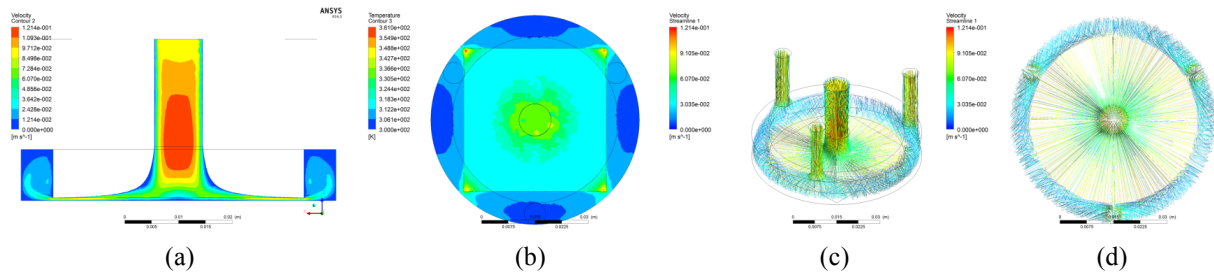 Velocity
Contour 2
1.214e-001
1.093e-001
9.712e-002
8.498e-002
7.284e-002
6.070e-002
4.856e-002
3.642e-002
2.428e-002
1.214e-002
0.000e+000
[m s^-1]
ANSYS
0
0.01
0.02
(m)
0.005
0.015
(a)
Temperature
Contour 3
3.610e+002
3.549e+002
3.488e+002
3.427e+002
3.366e+002
3.305e+002
3.244e+002
3.183e+002
3.122e+002
3.061e+002
3.000e+002
[K]
0
0.015
0.03
(m)
0.0075
0.0225
(b)
Velocity
Streamline 1
1.214e-001
9.105e-002
6.070e-002
3.035e-002
0.000e+000
[m s^-1]
0
0.015
0.03
(m)
0.0075
0.0225
(c)
Velocity
Streamline 1
1.214e-001
9.105e-002
6.070e-002
3.035e-002
0.000e+000
[m s^-1]
0
0.015
0.03
(m)
0.0075
0.0225
(d)